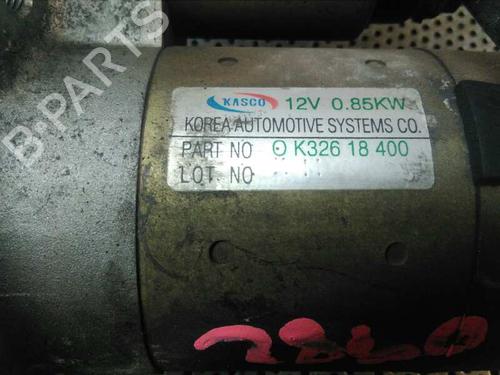 B-PARTS
KASCO 12V 0.85KW
KOREA AUTOMOTIVE SYSTEMS CO.
PART NO O K326 18 400
LOT NO